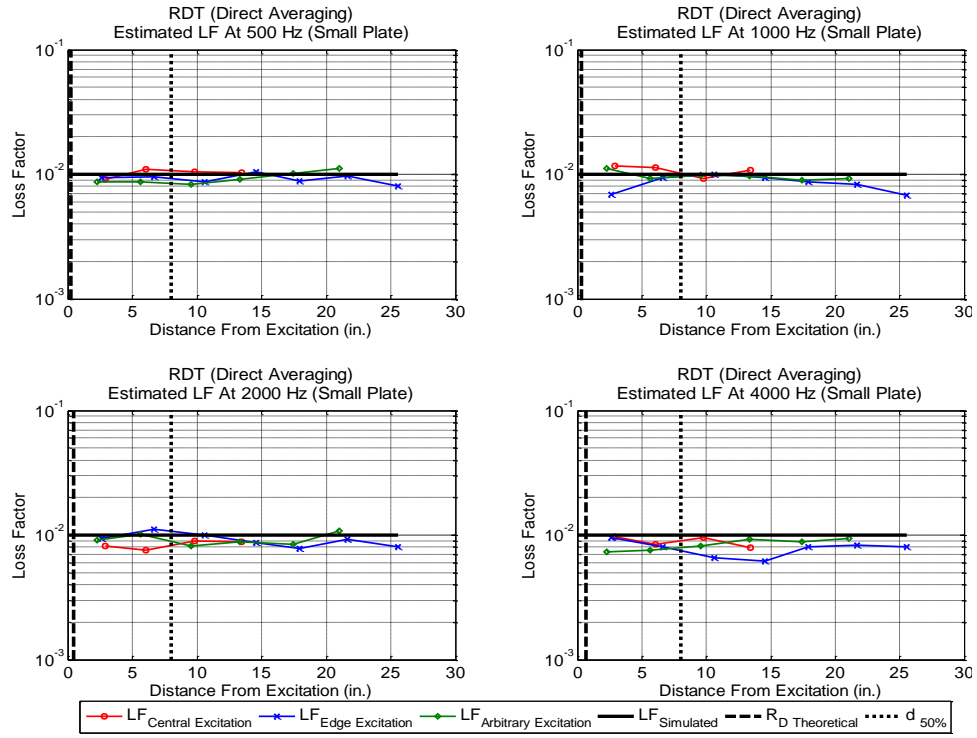 RDT (Direct Averaging)
Estimated LF At 500 Hz (Small Plate)
10^-1
10^-2
10^-3
Loss Factor
0 5 10 15 20 25 30
Distance From Excitation (in.)
RDT (Direct Averaging)
Estimated LF At 1000 Hz (Small Plate)
10^-1
10^-2
10^-3
Loss Factor
0 5 10 15 20 25 30
Distance From Excitation (in.)
RDT (Direct Averaging)
Estimated LF At 2000 Hz (Small Plate)
10^-1
10^-2
10^-3
Loss Factor
0 5 10 15 20 25 30
Distance From Excitation (in.)
RDT (Direct Averaging)
Estimated LF At 4000 Hz (Small Plate)
10^-1
10^-2
10^-3
Loss Factor
0 5 10 15 20 25 30
Distance From Excitation (in.)
LF Central Excitation LF Edge Excitation LF Arbitrary Excitation LF Simulated R D Theoretical d 50%